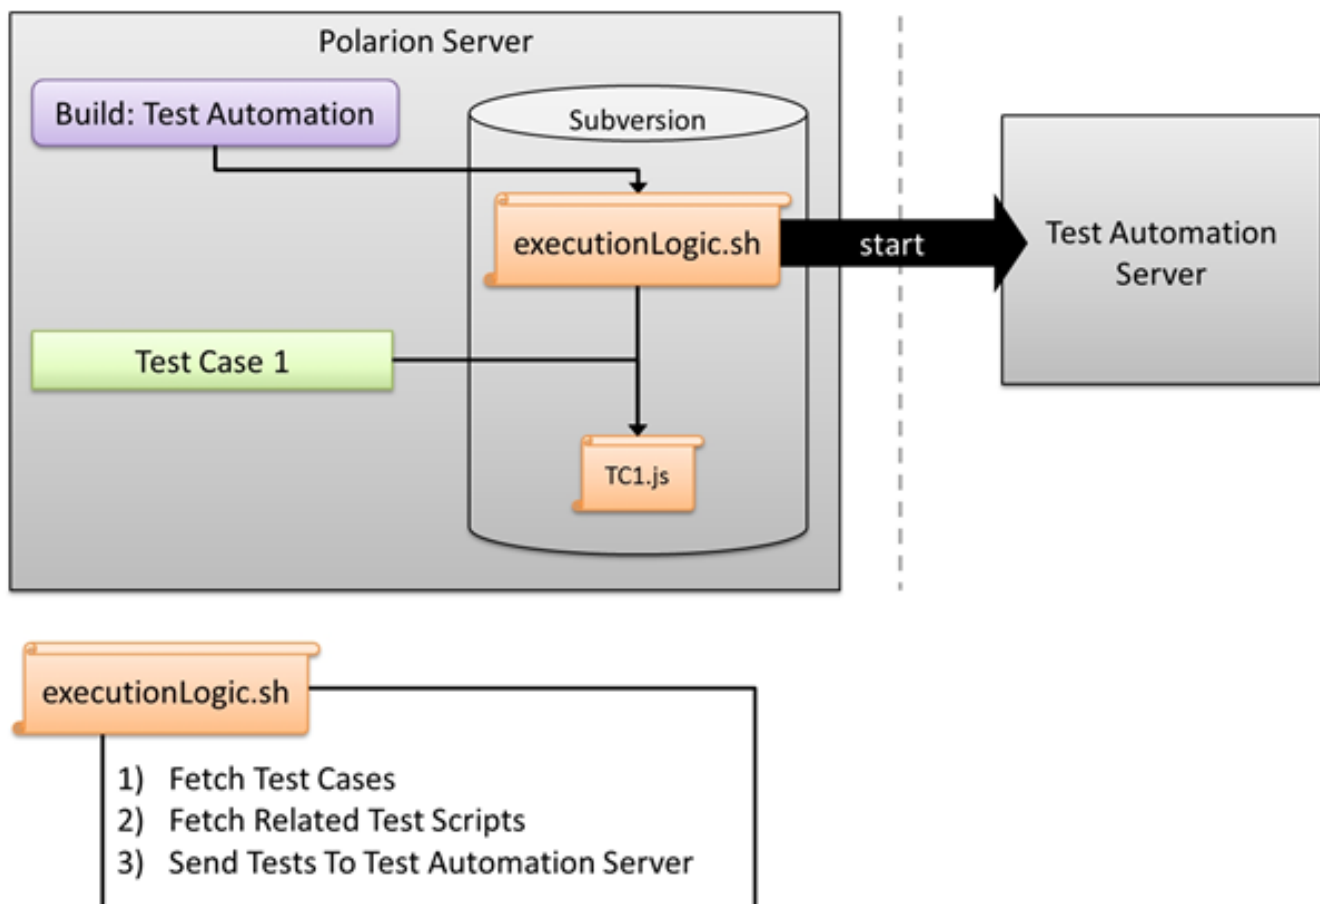 Polarion Server
Build: Test Automation
Subversion
executionLogic.sh
start
Test Automation
Server
Test Case 1
TC1.js
executionLogic.sh
1) Fetch Test Cases
2) Fetch Related Test Scripts
3) Send Tests To Test Automation Server